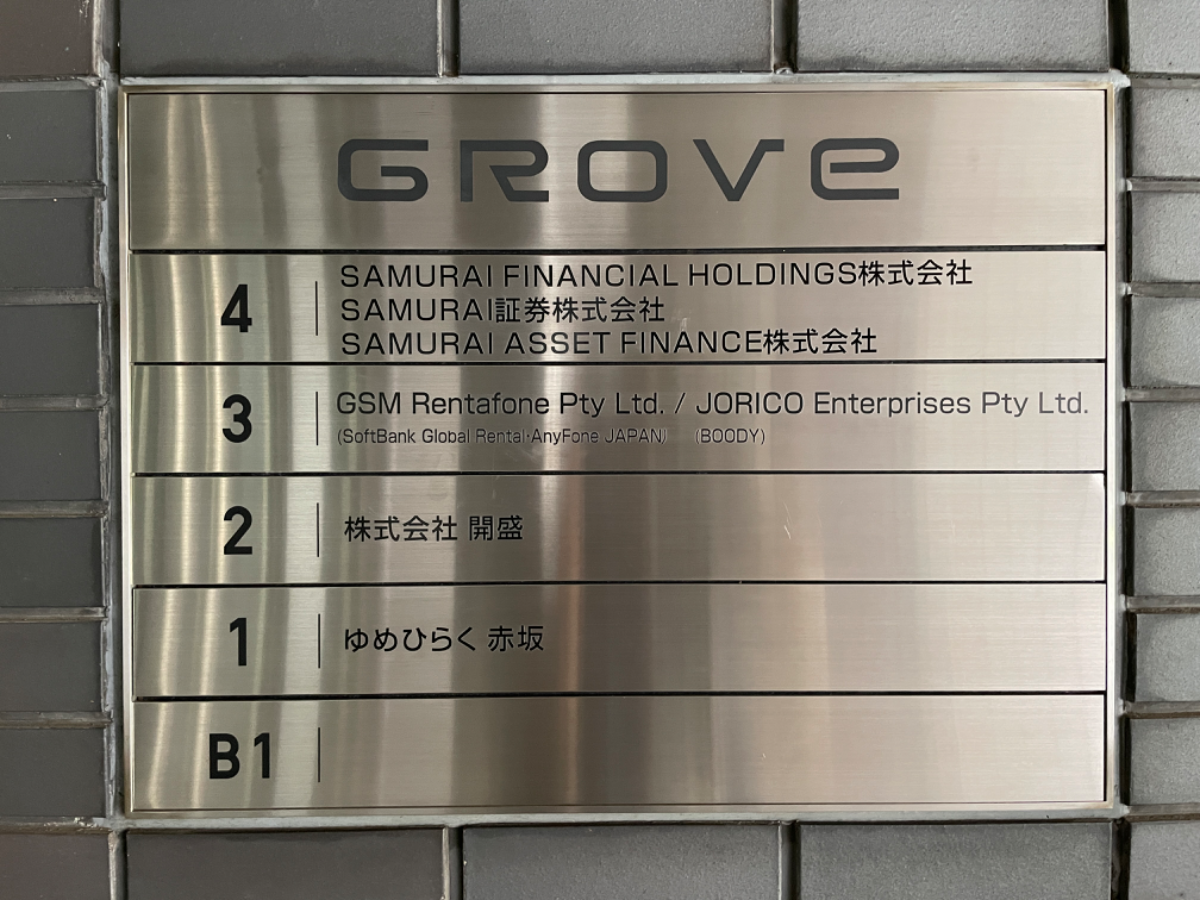 GROVE
4
SAMURAI FINANCIAL HOLDINGS株式会社
SAMURAI証券株式会社
SAMURAI ASSET FINANCE株式会社
3
GSM Rentafone Pty Ltd. / JORICO Enterprises Pty Ltd.
(SoftBank Global Rental･AnyFone JAPAN) (BOODY)
2
株式会社 開盛
1
ゆめひらく 赤坂
B1